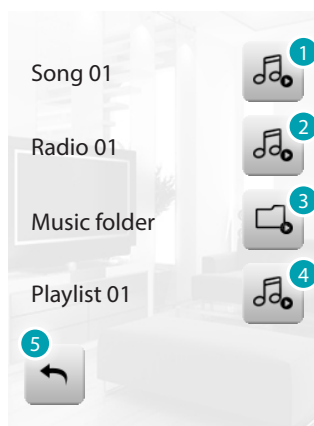 Song 01 1
Radio 01 2
Music folder 3
Playlist 01 4
5